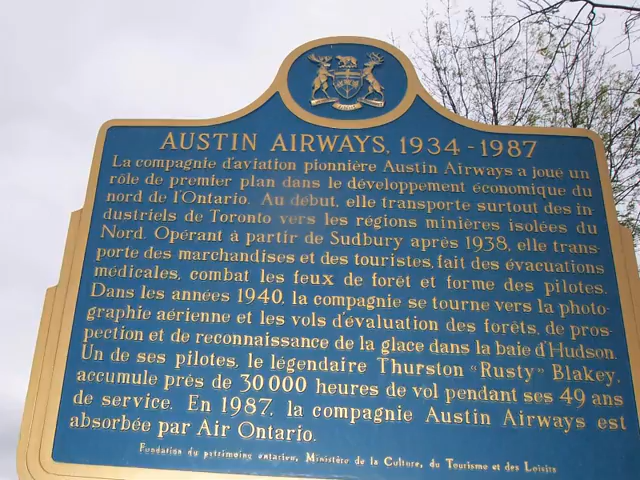 AUSTIN AIRWAYS, 1934-1987
La compagnie d'aviation pionnière Austin Airways a joué un
rôle de premier plan dans le développement économique du
nord de l'Ontario. Au début, elle transporte surtout des in-
dustriels de Toronto vers les régions minières isolées du
Nord. Opérant à partir de Sudbury après 1938, elle trans-
porte des marchandises et des touristes, fait des évacuations
médicales, combat les feux de forêt et forme des pilotes.
Dans les années 1940, la compagnie se tourne vers la photo-
graphie aérienne et les vols d'évaluation des forêts, de pros-
pection et de reconnaissance de la glace dans la baie d'Hudson.
Un de ses pilotes, le légendaire Thurston "Rusty" Blakey,
accumule près de 30 000 heures de vol pendant ses 49 ans
de service. En 1987, la compagnie Austin Airways est
absorbée par Air Ontario.
Fondation du patrimoine ontarien, Ministère de la Culture, du Tourisme et des Loisirs